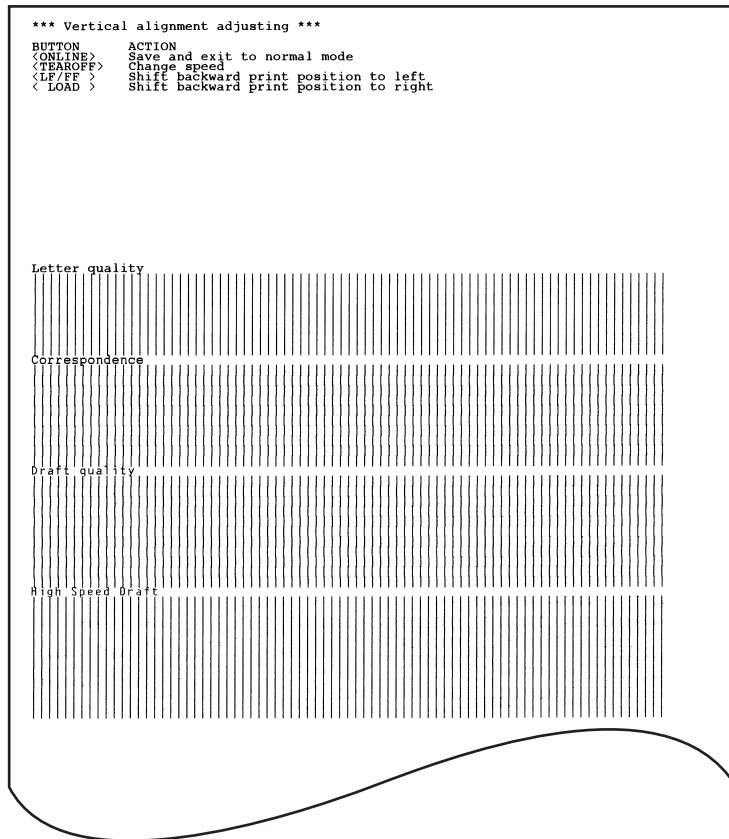 *** Vertical alignment adjusting ***
BUTTON ACTION
<ONLINE> Save and exit to normal mode
<TEAROFF> Change speed
<LF/FF > Shift backward print position to left
< LOAD > Shift backward print position to right
Letter quality
Correspondence
Draft quality
High Speed Draft